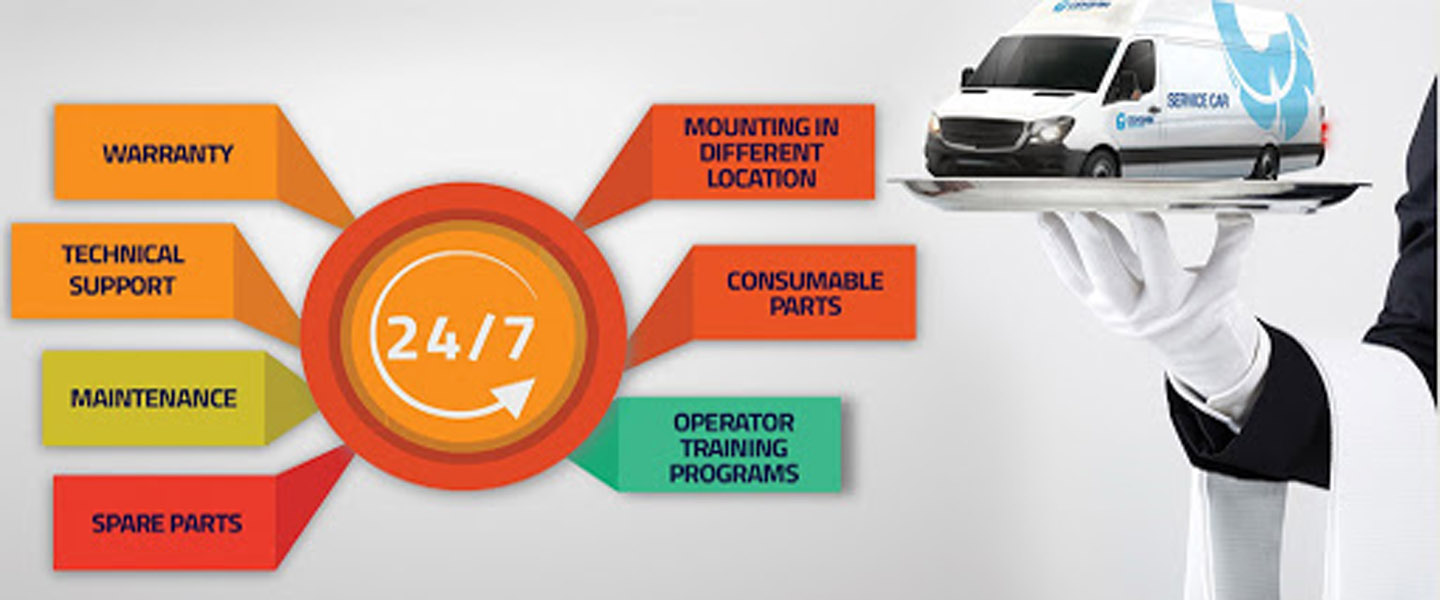 WARRANTY
TECHNICAL
SUPPORT
MAINTENANCE
SPARE PARTS
24/7
MOUNTING IN
DIFFERENT
LOCATION
CONSUMABLE
PARTS
OPERATOR
TRAINING
PROGRAMS
SERVICE CAR